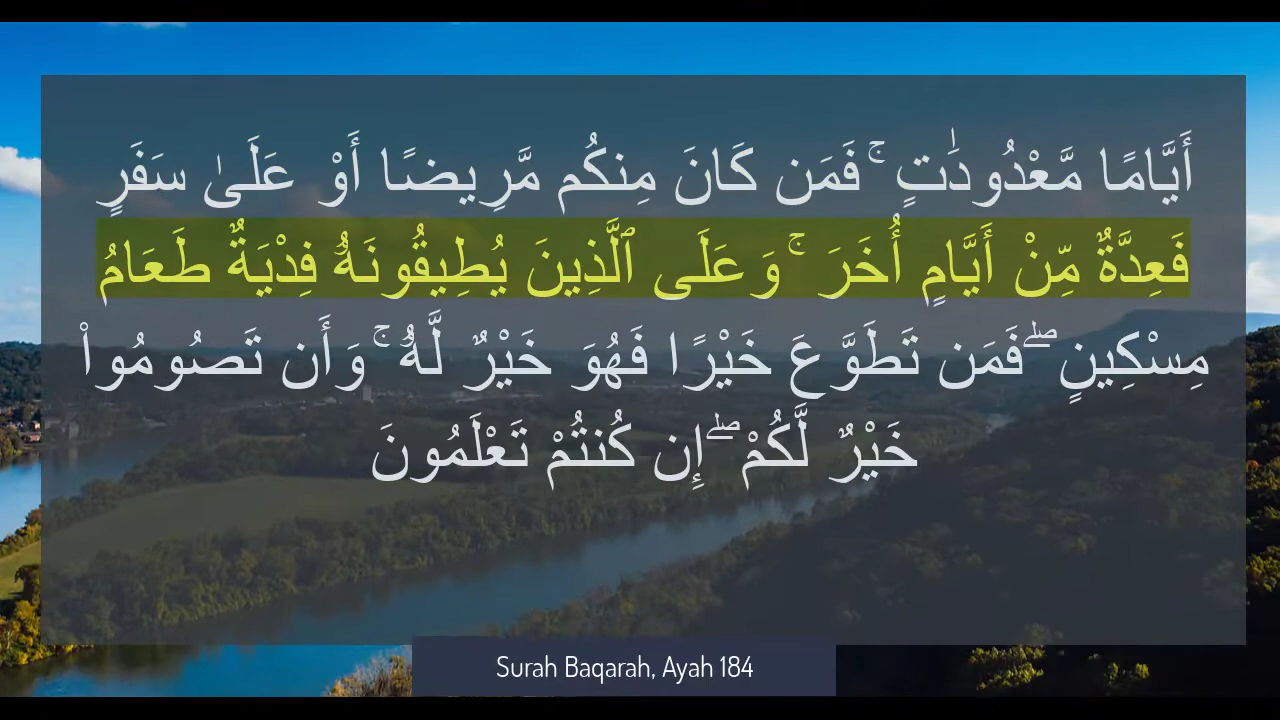 أَيَّامًا مَّعْدُودَٰتٍ ۚ فَمَن كَانَ مِنكُم مَّرِيضًا أَوْ عَلَىٰ سَفَرٍ
فَعِدَّةٌ مِّنْ أَيَّامٍ أُخَرَ ۚ وَعَلَى ٱلَّذِينَ يُطِيقُونَهُۥ فِدْيَةٌ طَعَامُ
مِسْكِينٍ ۖ فَمَن تَطَوَّعَ خَيْرًا فَهُوَ خَيْرٌ لَّهُۥ ۚ وَأَن تَصُومُوا۟
خَيْرٌ لَّكُمْ ۖ إِن كُنتُمْ تَعْلَمُونَ
Surah Baqarah, Ayah 184